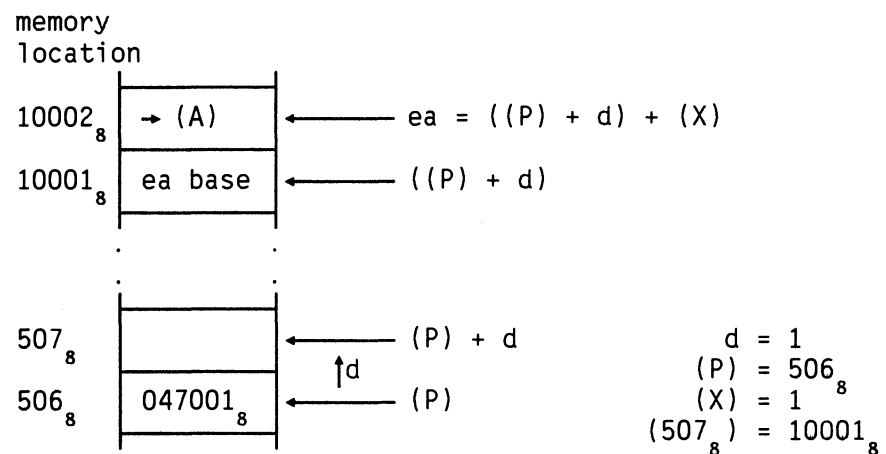 memory
location
10002₈ → (A) ← ea = ((P) + d) + (X)
10001₈ ea base ← ((P) + d)
. .
. .
507₈ ← (P) + d d = 1
↑d (P) = 506₈
506₈ 047001₈ ← (P) (X) = 1
(507₈) = 10001₈